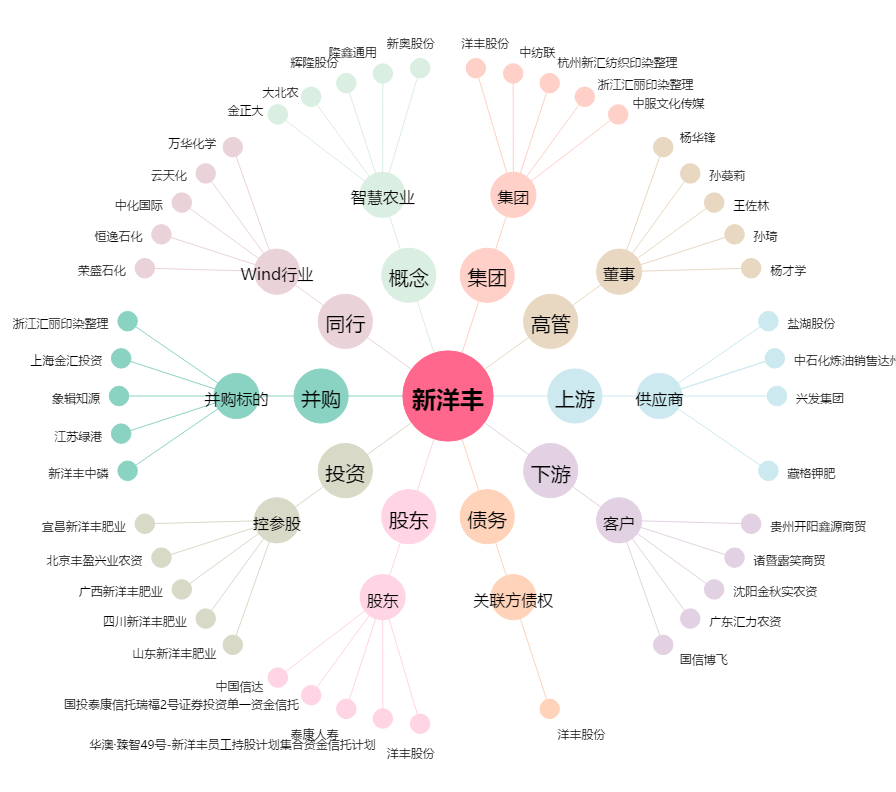 新奥股份
隆鑫通用
辉隆股份
大北农
金正大
智慧农业
概念
洋丰股份
中纺联
杭州新汇纺织印染整理
浙江汇丽印染整理
中服文化传媒
集团
集团
万华化学
云天化
中化国际
恒逸石化
荣盛石化
Wind行业
同行
杨华锋
孙蔓莉
王佐林
孙琦
杨才学
董事
高管
浙江汇丽印染整理
上海金汇投资
象辑知源
江苏绿港
新洋丰中磷
并购标的
并购
新洋丰
上游
供应商
盐湖股份
中石化炼油销售达州
兴发集团
藏格钾肥
投资
控参股
宜昌新洋丰肥业
北京丰盈兴业农资
广西新洋丰肥业
四川新洋丰肥业
山东新洋丰肥业
下游
客户
贵州开阳鑫源商贸
诸暨露笑商贸
沈阳金秋实农资
广东汇力农资
国信博飞
股东
股东
中国信达
国投泰康信托瑞福2号证券投资单一资金信托
泰康人寿
华澳·臻智49号-新洋丰员工持股计划集合资金信托计划
洋丰股份
债务
关联方债权
洋丰股份